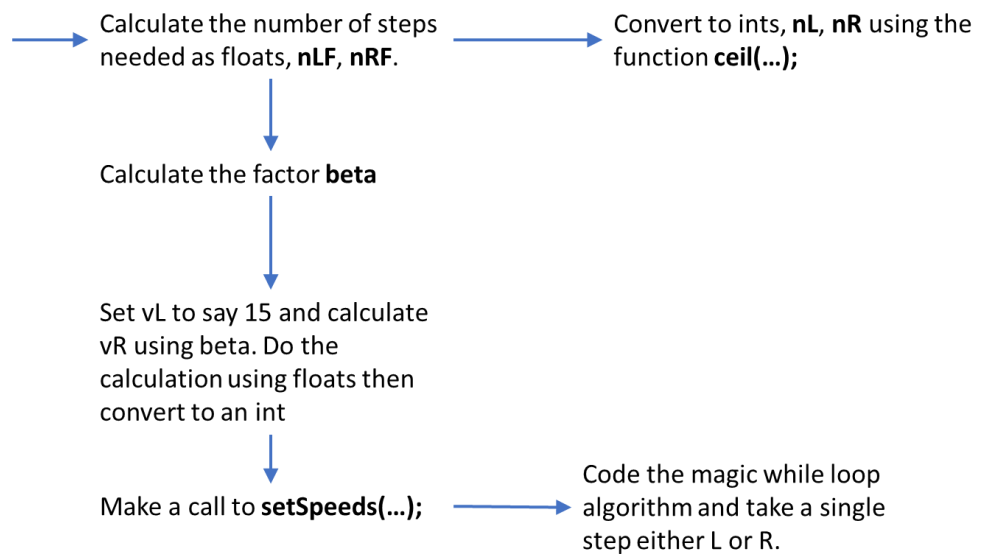 Calculate the number of steps
needed as floats, nLF, nRF.
Convert to ints, nL, nR using the
function ceil(...);
Calculate the factor beta
Set vL to say 15 and calculate
vR using beta. Do the
calculation using floats then
convert to an int
Make a call to setSpeeds(...);
Code the magic while loop
algorithm and take a single
step either L or R.